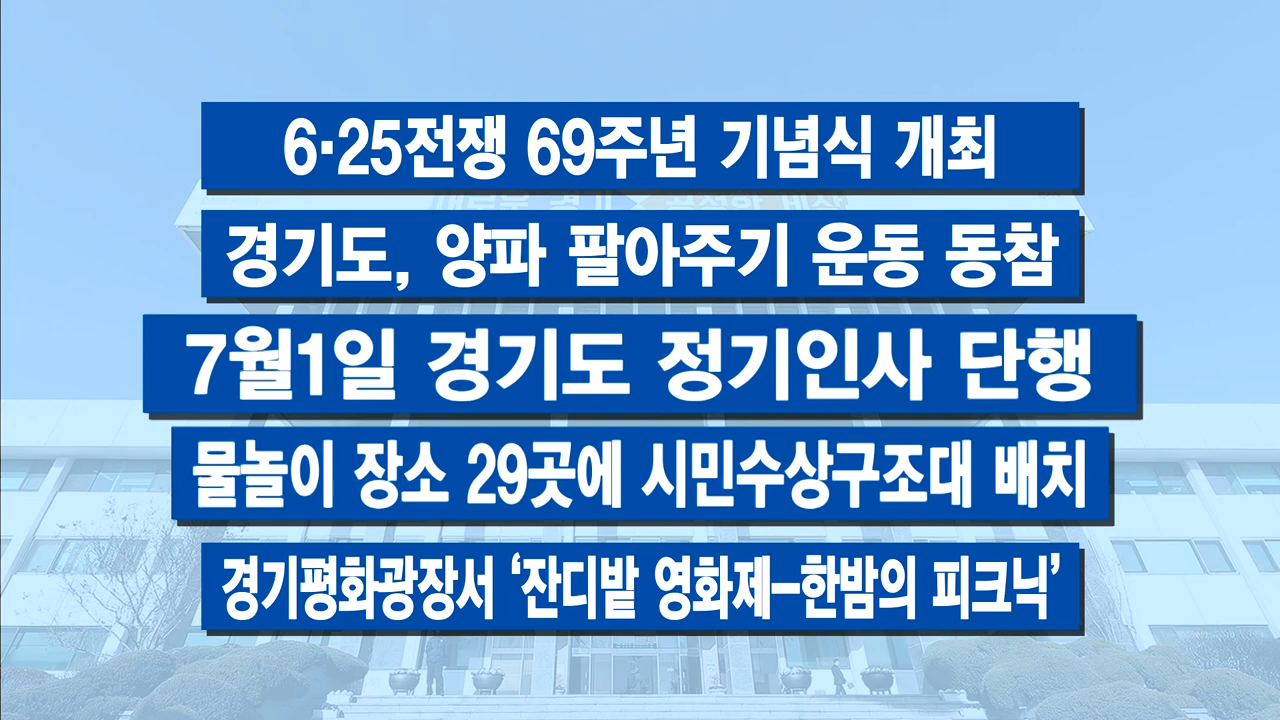 6·25전쟁 69주년 기념식 개최
경기도, 양파 팔아주기 운동 동참
7월1일 경기도 정기인사 단행
물놀이 장소 29곳에 시민수상구조대 배치
경기평화광장서 ‘잔디밭 영화제-한밤의 피크닉’